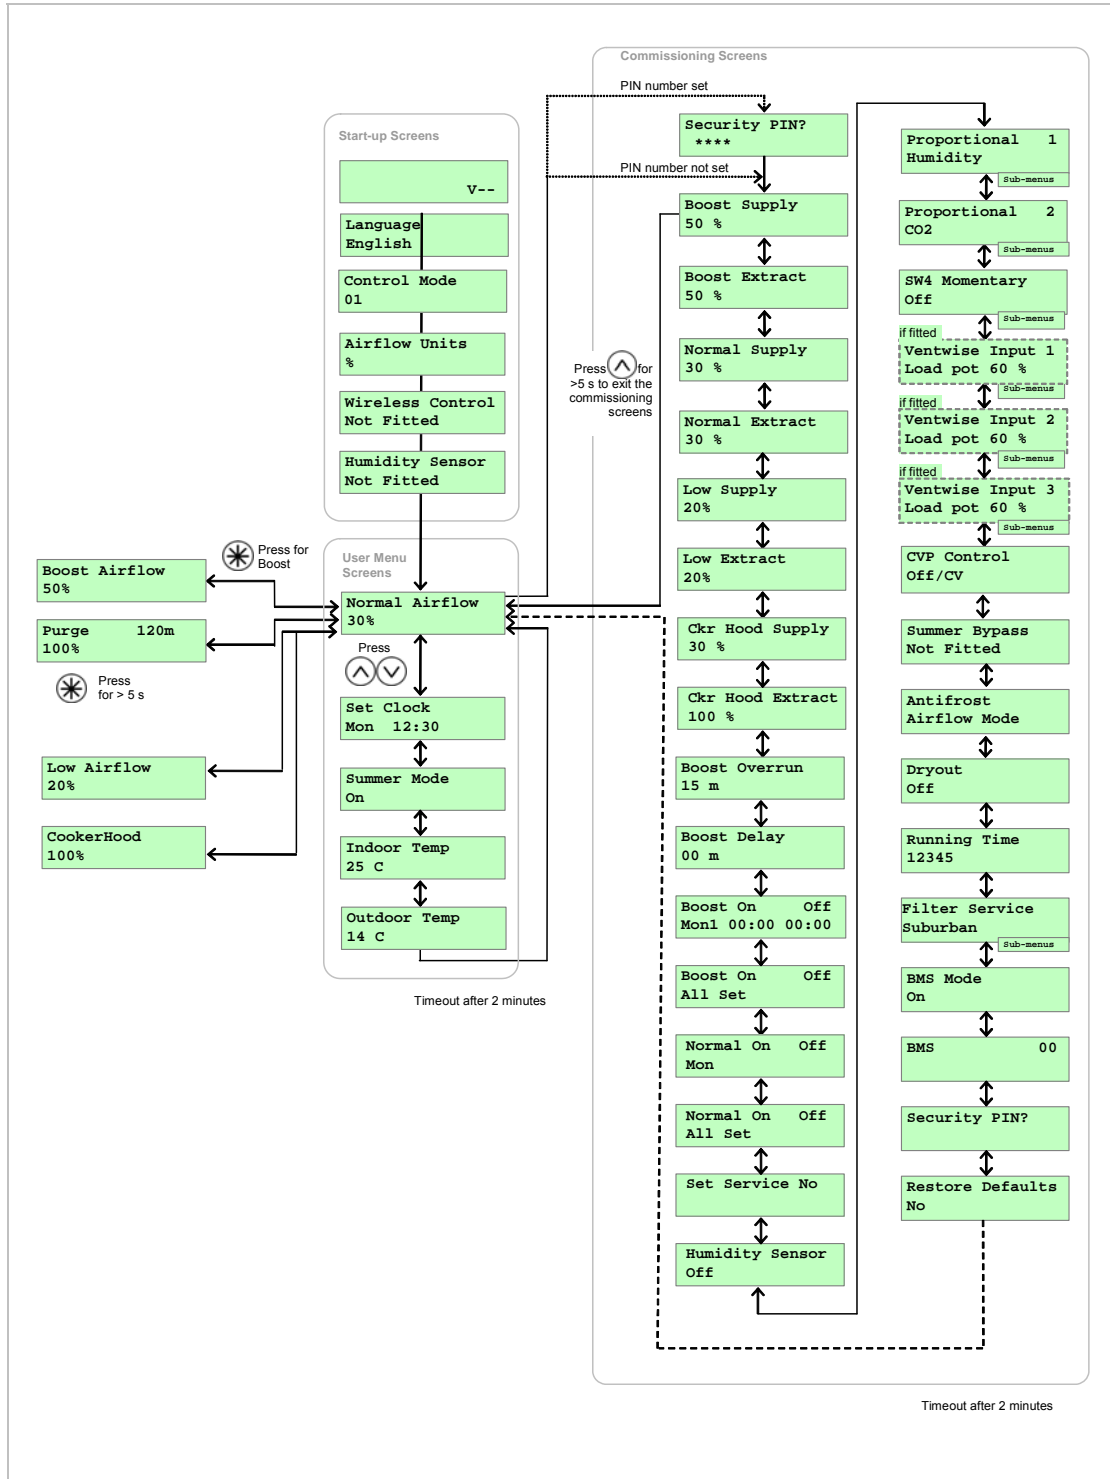 Commissioning Screens
PIN number set
Security PIN?
****
PIN number not set
Start-up Screens
V--
Language
English
Control Mode
01
Airflow Units
%
Wireless Control
Not Fitted
Humidity Sensor
Not Fitted
User Menu
Screens
Normal Airflow
30%
Press
Set Clock
Mon 12:30
Summer Mode
On
Indoor Temp
25 C
Outdoor Temp
14 C
Timeout after 2 minutes
Press for
Boost
Boost Airflow
50%
Purge 120m
100%
Press
for > 5 s
Low Airflow
20%
CookerHood
100%
Press for
>5 s to exit the
commissioning
screens
Boost Supply
50 %
Boost Extract
50 %
Normal Supply
30 %
Normal Extract
30 %
Low Supply
20%
Low Extract
20%
Ckr Hood Supply
30 %
Ckr Hood Extract
100 %
Boost Overrun
15 m
Boost Delay
00 m
Boost On Off
Mon1 00:00 00:00
Boost On Off
All Set
Normal On Off
Mon
Normal On Off
All Set
Set Service No
Humidity Sensor
Off
Proportional 1
Humidity
Sub-menus
Proportional 2
CO2
Sub-menus
SW4 Momentary
Off
Sub-menus
if fitted
Ventwise Input 1
Load pot 60 %
Sub-menus
if fitted
Ventwise Input 2
Load pot 60 %
Sub-menus
if fitted
Ventwise Input 3
Load pot 60 %
Sub-menus
CVP Control
Off/CV
Summer Bypass
Not Fitted
Antifrost
Airflow Mode
Dryout
Off
Running Time
12345
Filter Service
Suburban
Sub-menus
BMS Mode
On
BMS 00
Security PIN?
Restore Defaults
No
Timeout after 2 minutes